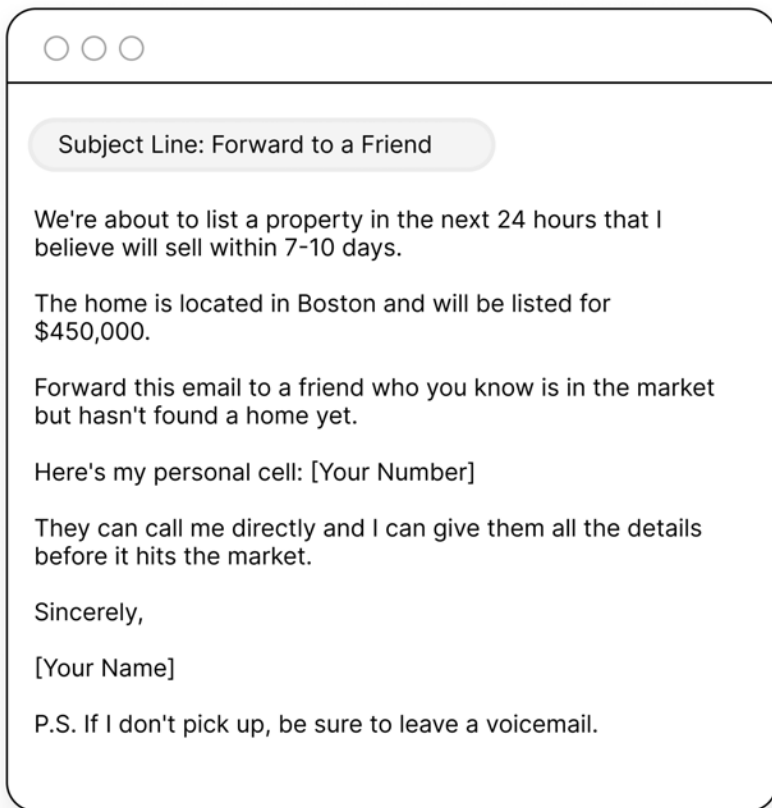 Subject Line: Forward to a Friend
We're about to list a property in the next 24 hours that I
believe will sell within 7-10 days.
The home is located in Boston and will be listed for
$450,000.
Forward this email to a friend who you know is in the market
but hasn't found a home yet.
Here's my personal cell: [Your Number]
They can call me directly and I can give them all the details
before it hits the market.
Sincerely,
[Your Name]
P.S. If I don't pick up, be sure to leave a voicemail.